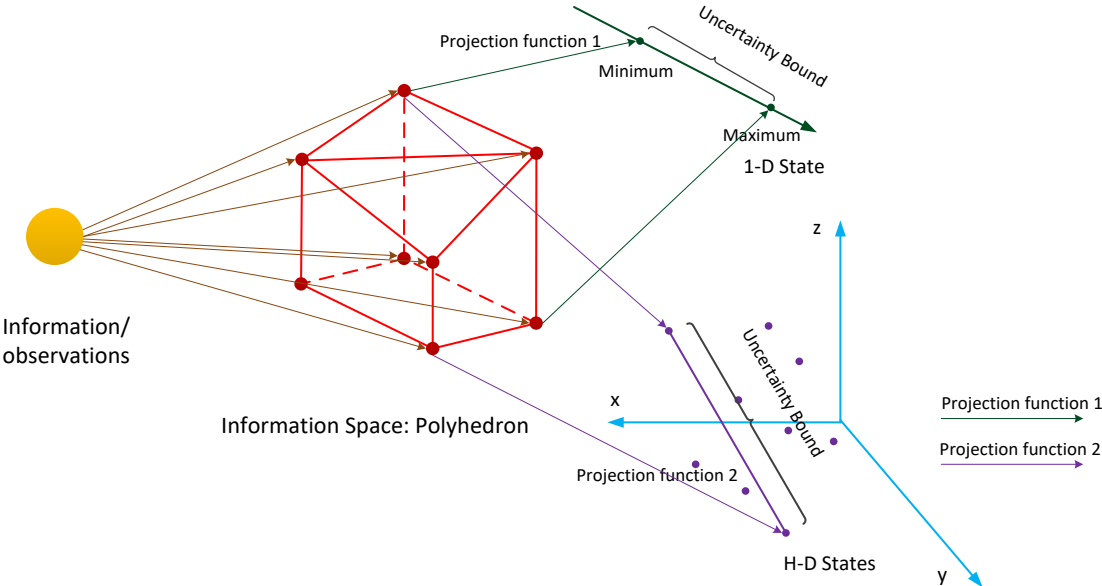 Projection function 1
Uncertainty Bound
Minimum
Maximum
1-D State
z
Information/
observations
Uncertainty Bound
x
Projection function 1
Information Space: Polyhedron
Projection function 2
Projection function 2
H-D States
y